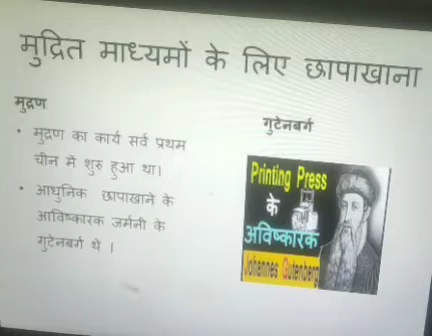 मुद्रित माध्यमों के लिए छापाखाना
मुद्रण
• मुद्रण का कार्य सर्व प्रथम
चीन में शुरु हुआ था।
• आधुनिक छापाखाने के
आविष्कारक जर्मनी के
गुटेनबर्ग थें ।
गुटेनबर्ग
Printing Press
के
अविष्कारक
Johannes Gutenberg